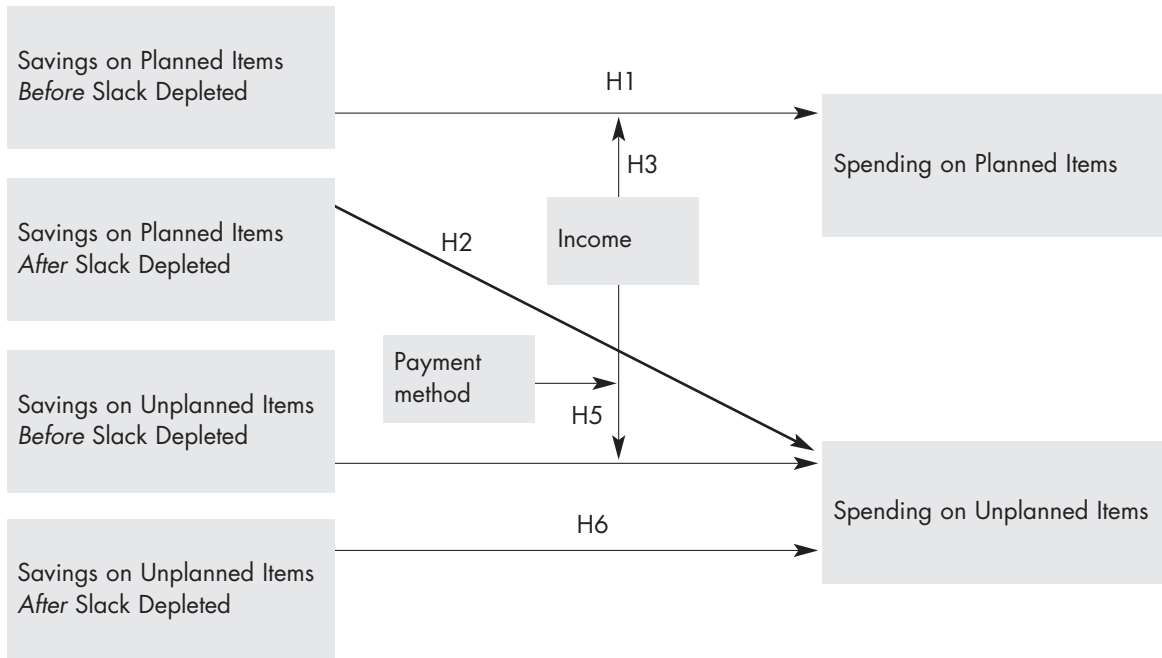 Savings on Planned Items
Before Slack Depleted
H1
Spending on Planned Items
H3
Savings on Planned Items
After Slack Depleted
H2
Income
Payment
method
H5
Savings on Unplanned Items
Before Slack Depleted
Spending on Unplanned Items
H6
Savings on Unplanned Items
After Slack Depleted